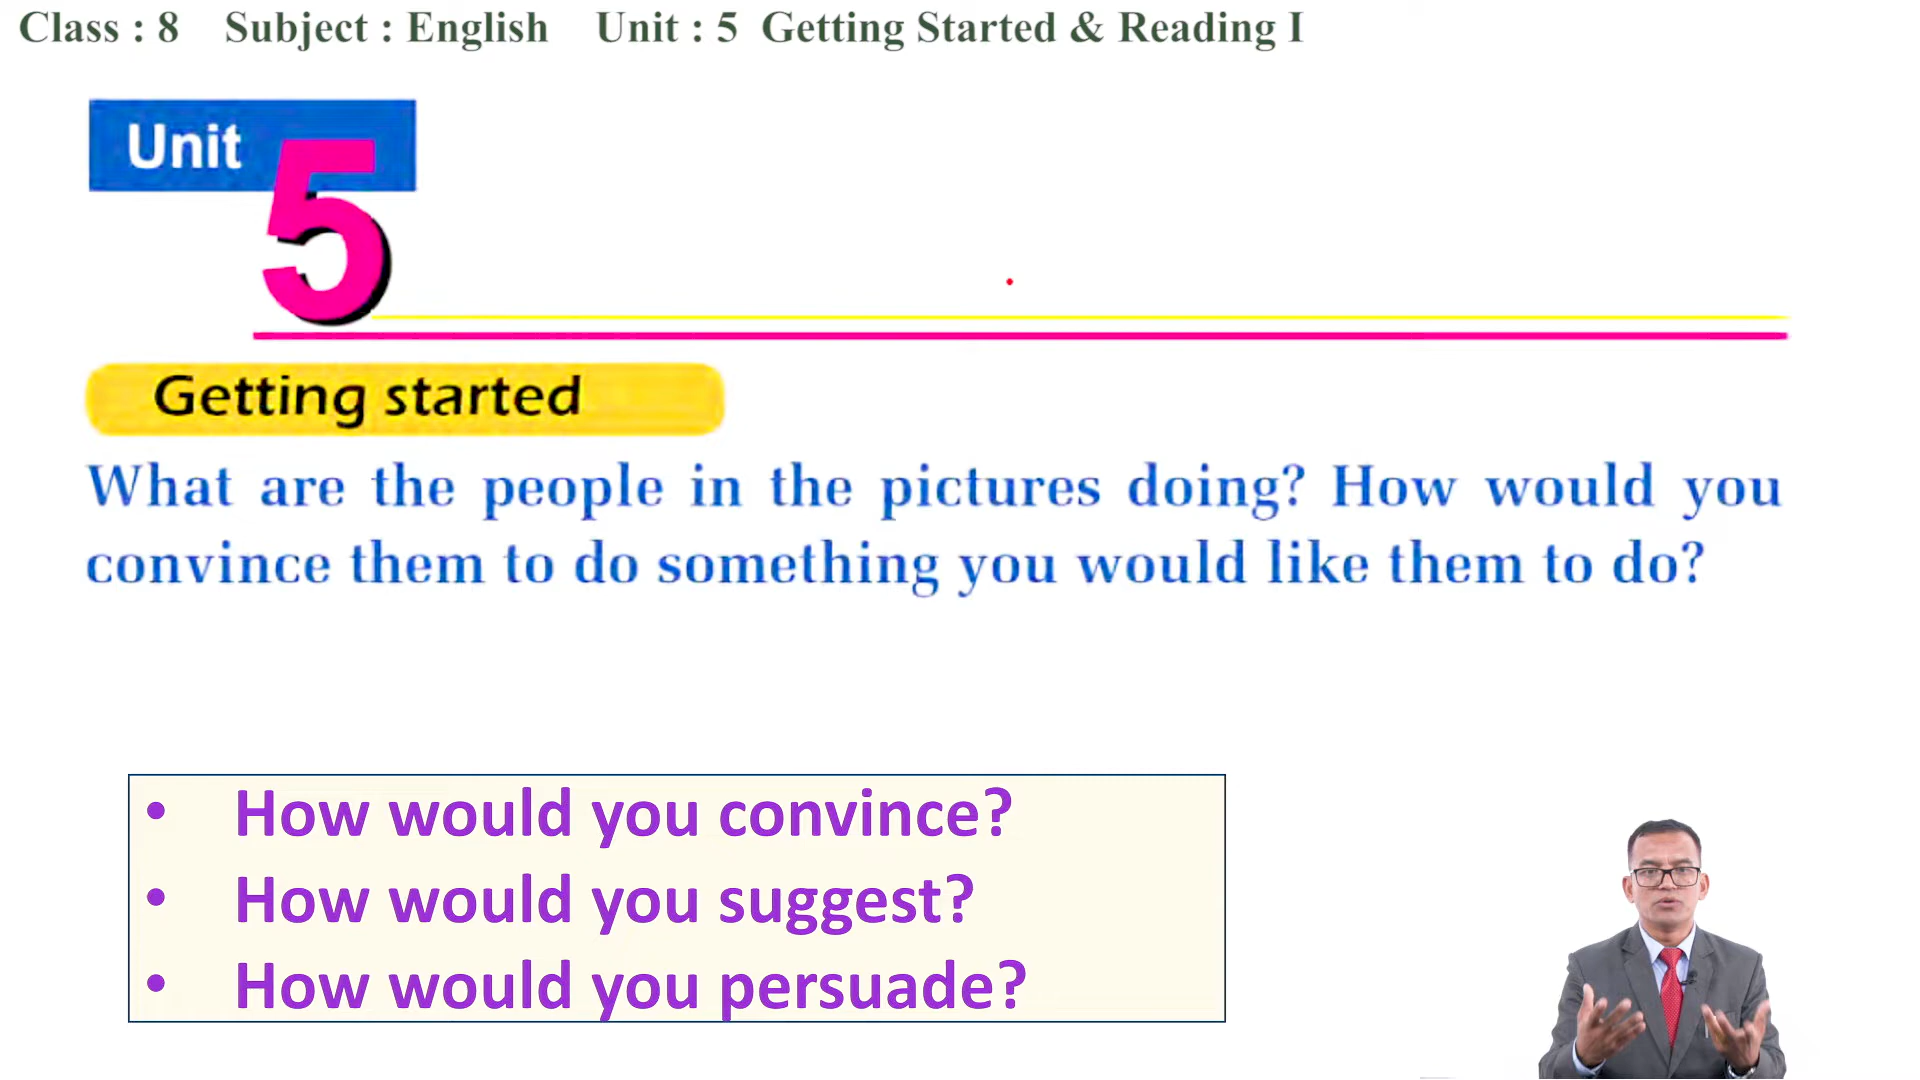 Class : 8 Subject : English Unit : 5 Getting Started & Reading I
Unit 5
Getting started
What are the people in the pictures doing? How would you
convince them to do something you would like them to do?
• How would you convince?
• How would you suggest?
• How would you persuade?